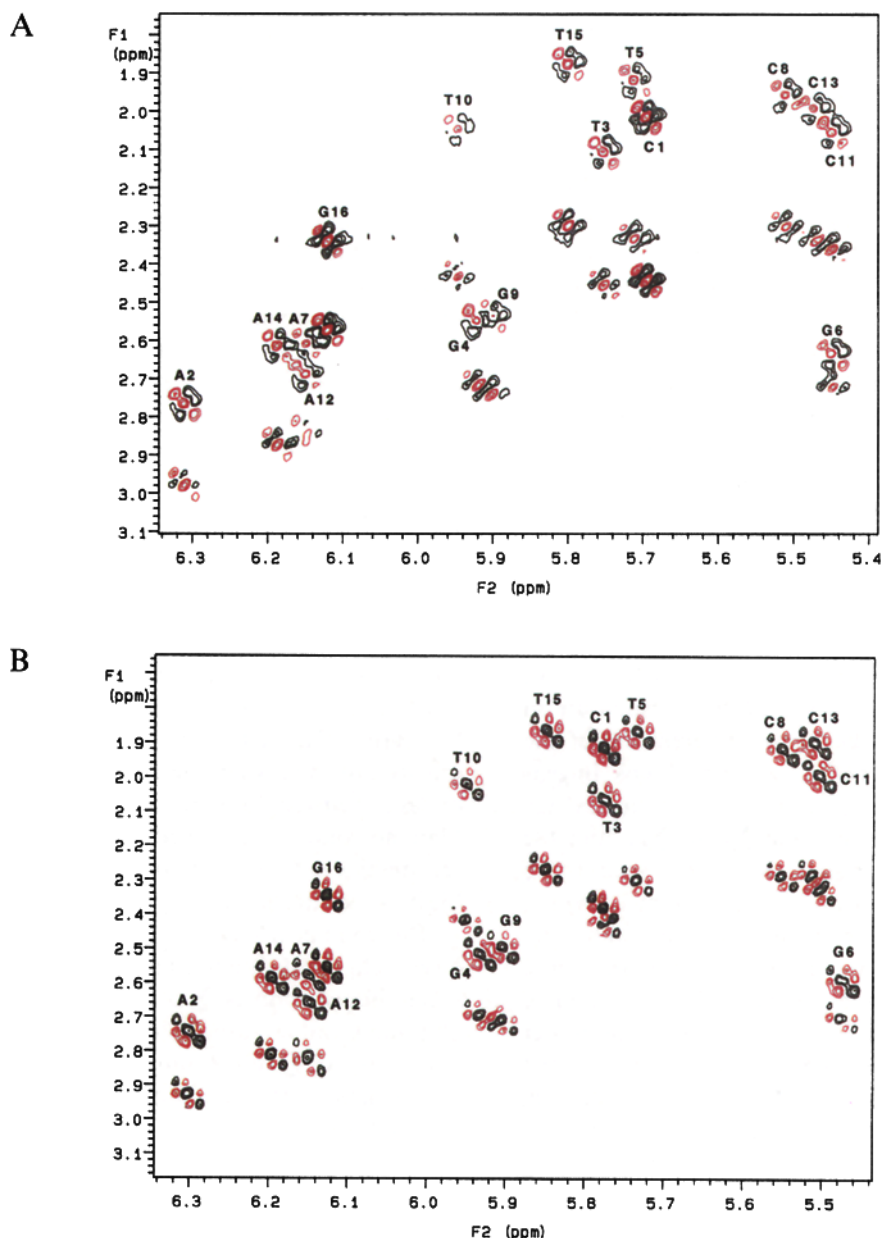 A
F1
(ppm)
1.9
2.0
2.1
2.2
2.3
2.4
2.5
2.6
2.7
2.8
2.9
3.0
3.1
T15
T5
C8
C13
T10
T3
C1
C11
G16
G9
A14 A7
G4
G6
A2
A12
6.3 6.2 6.1 6.0 5.9 5.8 5.7 5.6 5.5 5.4
F2 (ppm)
B
F1
(ppm)
1.9
2.0
2.1
2.2
2.3
2.4
2.5
2.6
2.7
2.8
2.9
3.0
3.1
T15
C1 T5
C8 C13
T10
C11
T3
G16
G9
A14 A7
G4
G6
A2
A12
6.3 6.2 6.1 6.0 5.9 5.8 5.7 5.6 5.5
F2 (ppm)